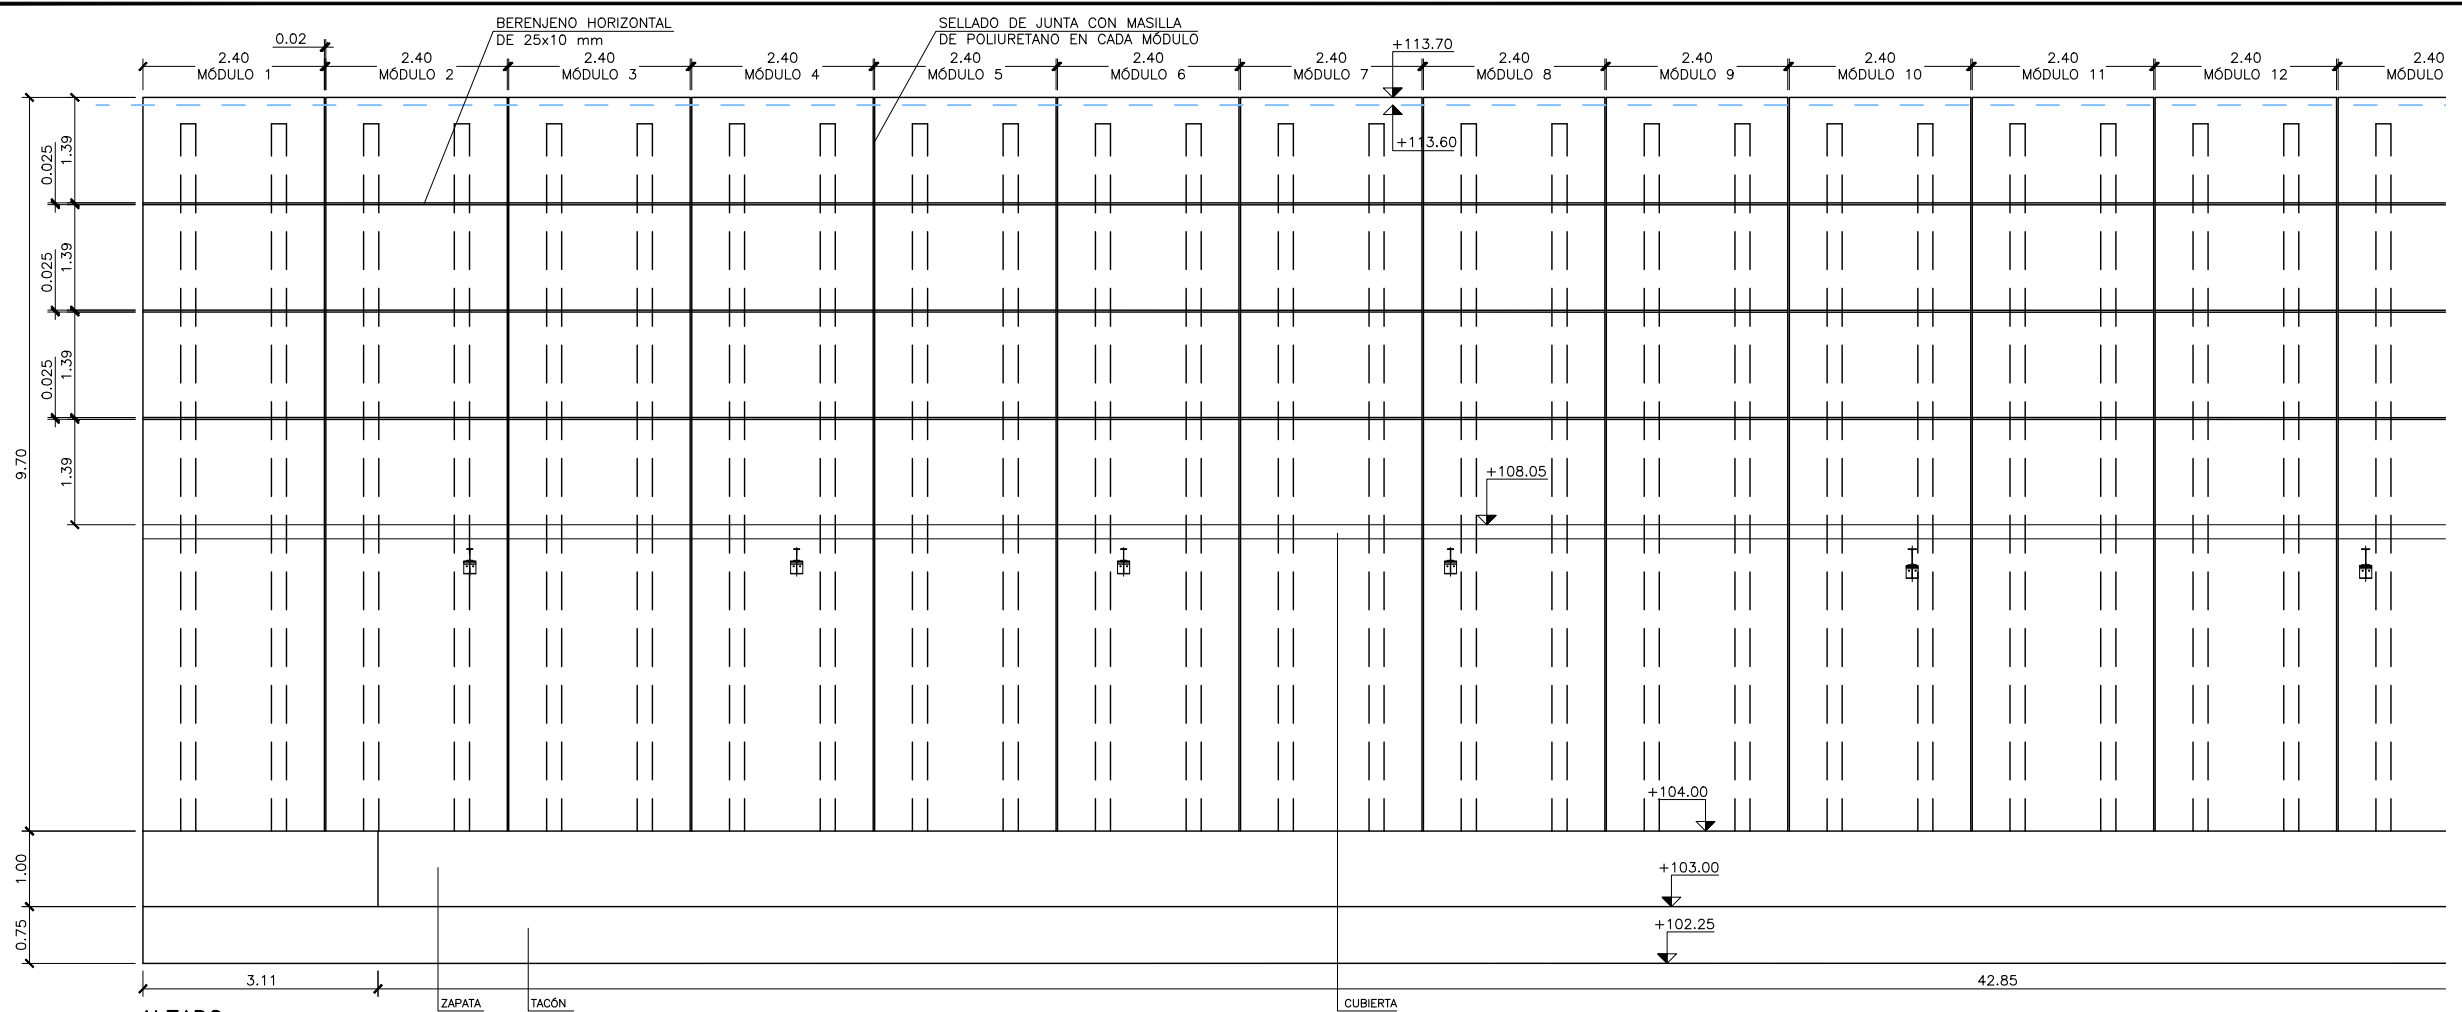 BERENJENO HORIZONTAL
DE 25x10 mm
SELLADO DE JUNTA CON MASILLA
DE POLIURETANO EN CADA MÓDULO
0.02
+113.70
2.40
MÓDULO 1
2.40
MÓDULO 2
2.40
MÓDULO 3
2.40
MÓDULO 4
2.40
MÓDULO 5
2.40
MÓDULO 6
2.40
MÓDULO 7
2.40
MÓDULO 8
2.40
MÓDULO 9
2.40
MÓDULO 10
2.40
MÓDULO 11
2.40
MÓDULO 12
2.40
MÓDULO
+113.60
0.025
1.39
0.025
1.39
0.025
1.39
9.70
1.39
+108.05
+104.00
1.00
+103.00
0.75
+102.25
3.11
42.85
ZAPATA
TACÓN
CUBIERTA